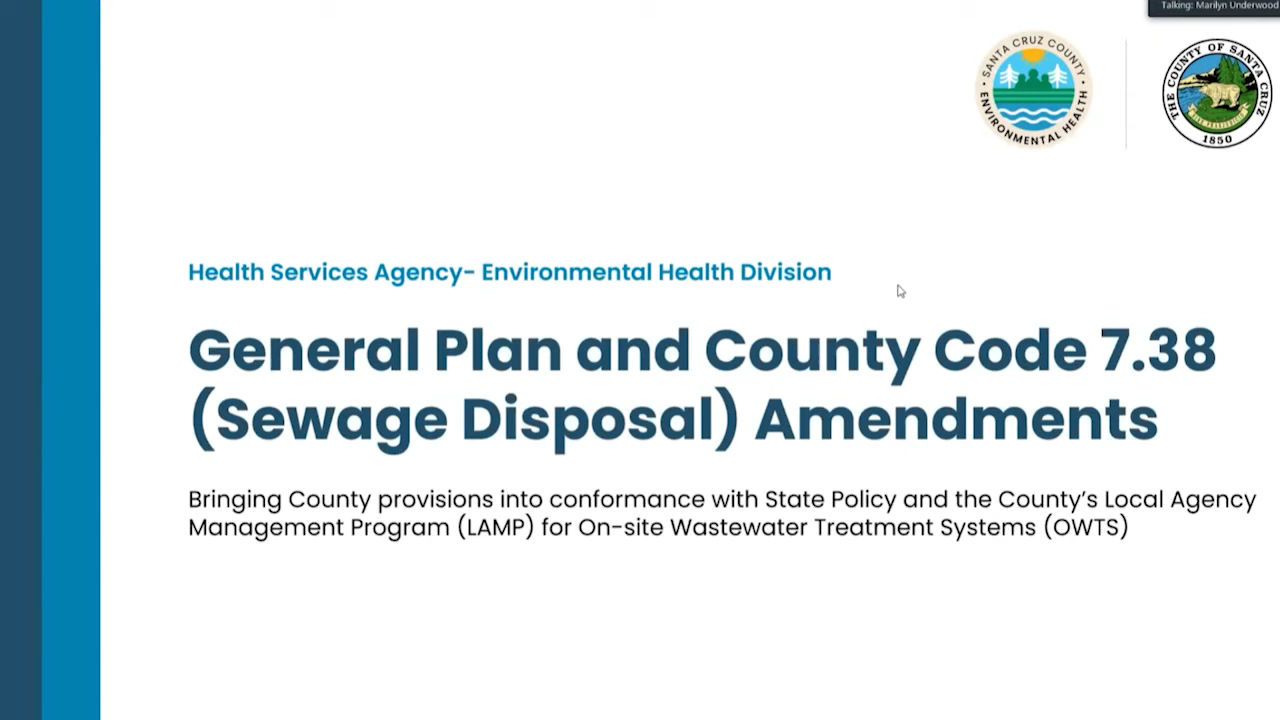 Talking: Marilyn Underwood
SANTA CRUZ COUNTY
ENVIRONMENTAL HEALTH
THE COUNTY OF SANTA CRUZ
1850
Health Services Agency- Environmental Health Division
General Plan and County Code 7.38
(Sewage Disposal) Amendments
Bringing County provisions into conformance with State Policy and the County’s Local Agency
Management Program (LAMP) for On-site Wastewater Treatment Systems (OWTS)